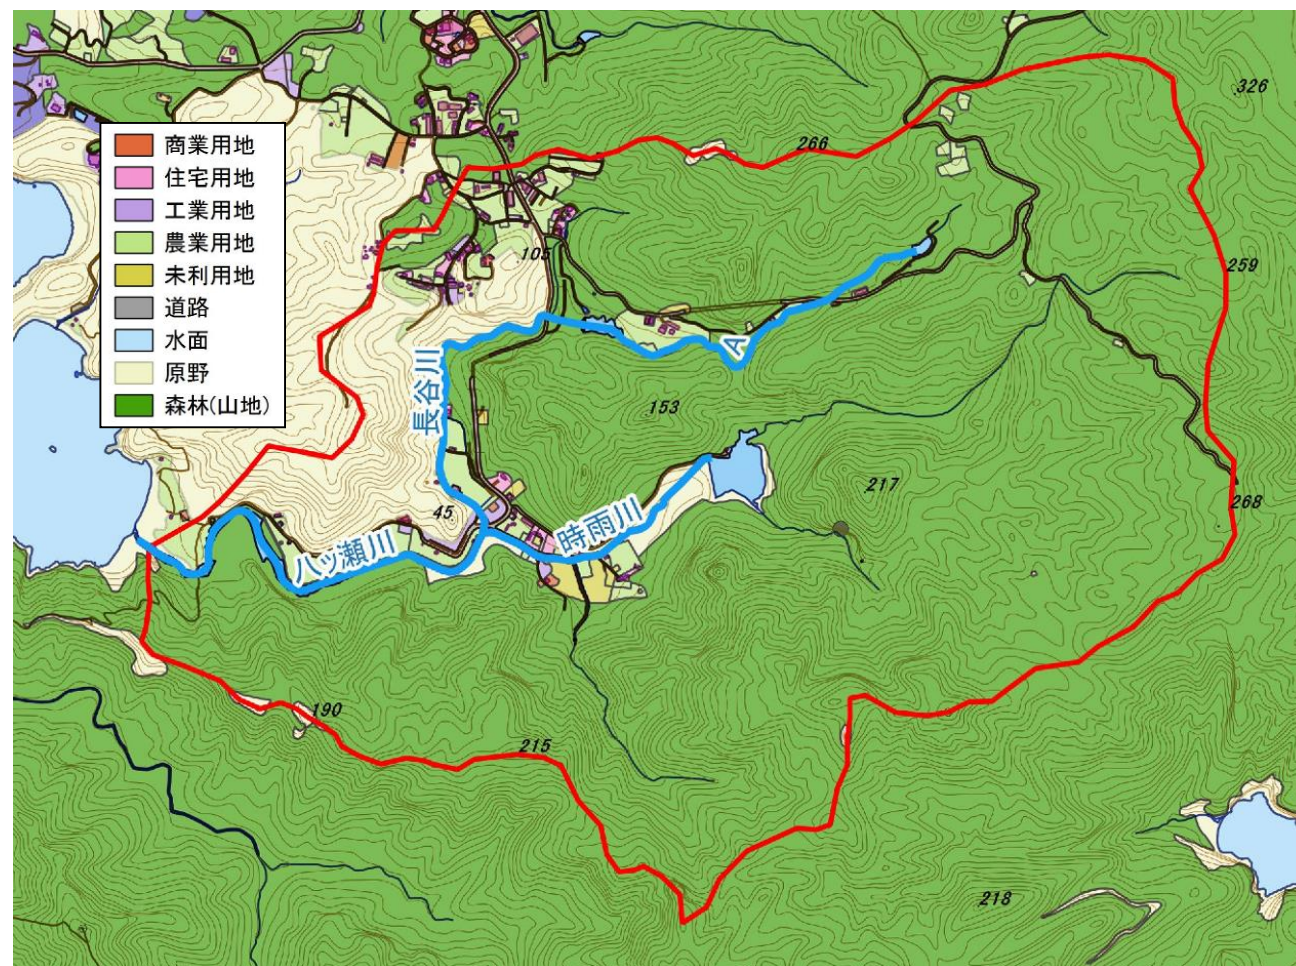 326
商業用地
住宅用地
工業用地
農業用地
未利用地
道路
水面
原野
森林(山地)
266
105
259
A
長谷川
153
217
268
45
時雨川
八ッ瀬川
190
215
218